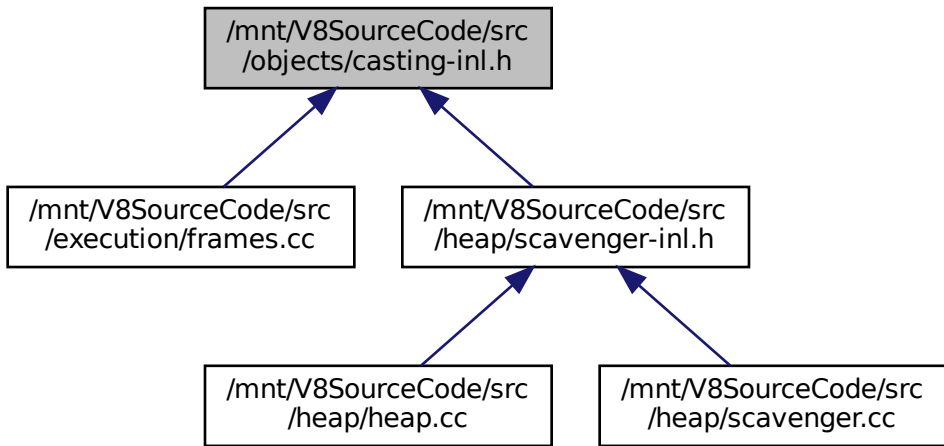 /mnt/V8SourceCode/src
/objects/casting-inl.h
/mnt/V8SourceCode/src
/execution/frames.cc
/mnt/V8SourceCode/src
/heap/scavenger-inl.h
/mnt/V8SourceCode/src
/heap/heap.cc
/mnt/V8SourceCode/src
/heap/scavenger.cc